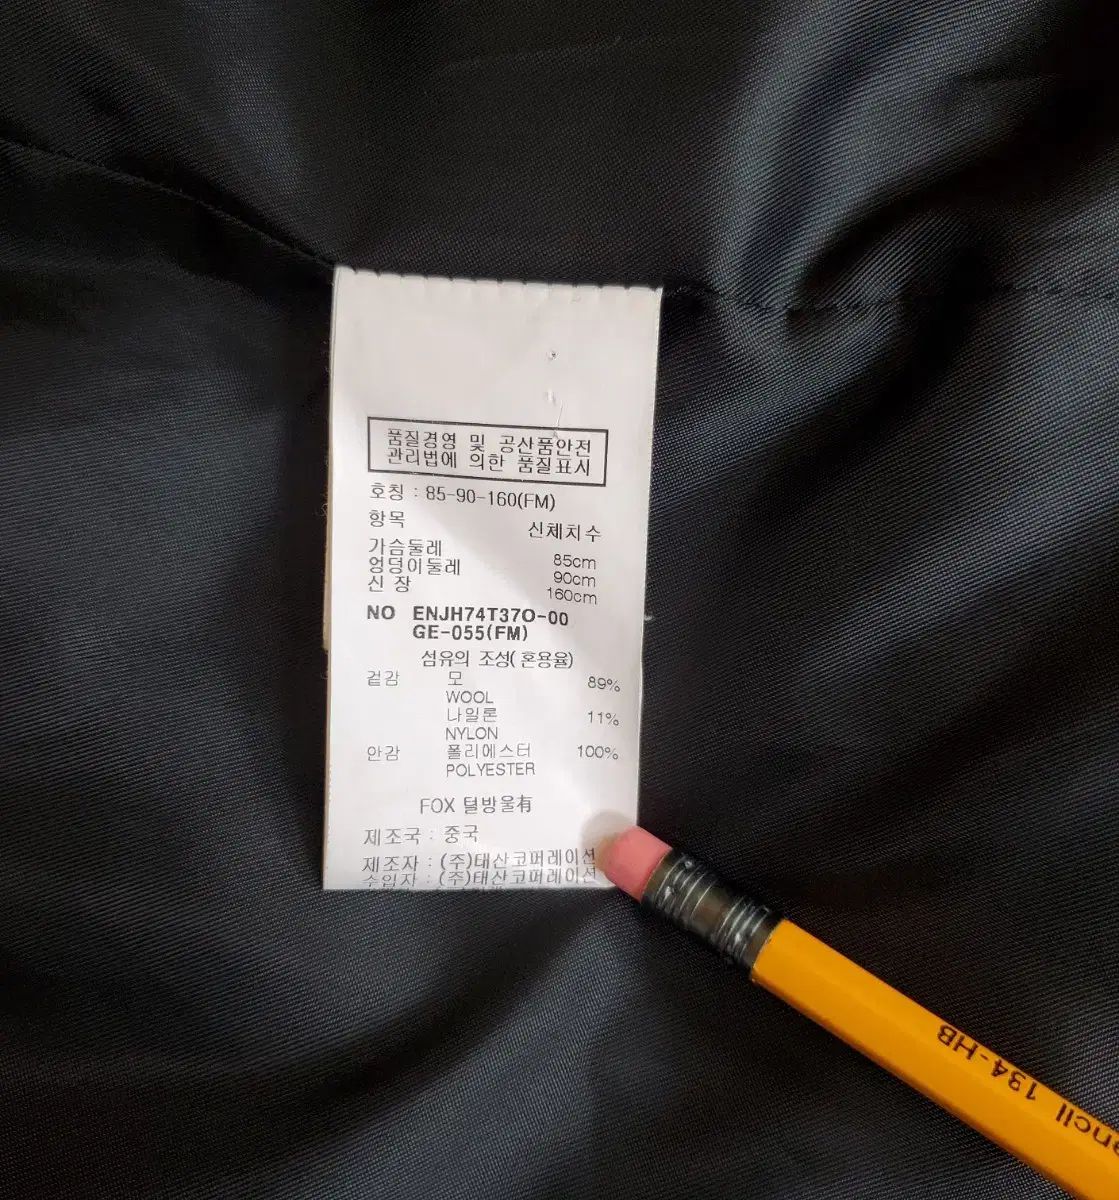 품질경영 및 공산품안전
관리법에 의한 품질표시
호칭 : 85-90-160(FM)
항목 신체치수
가슴둘레 85cm
엉덩이둘레 90cm
신 장 160cm
NO ENJH74T37O-00
GE-055(FM)
섬유의 조성( 혼용율)
겉감 모 89%
WOOL
나일론 11%
NYLON
안감 폴리에스터 100%
POLYESTER
FOX 털방울有
제조국 : 중국
제조자 : (주)태산코퍼레이션
수입자 : (주)태산코퍼레이션
134-HB